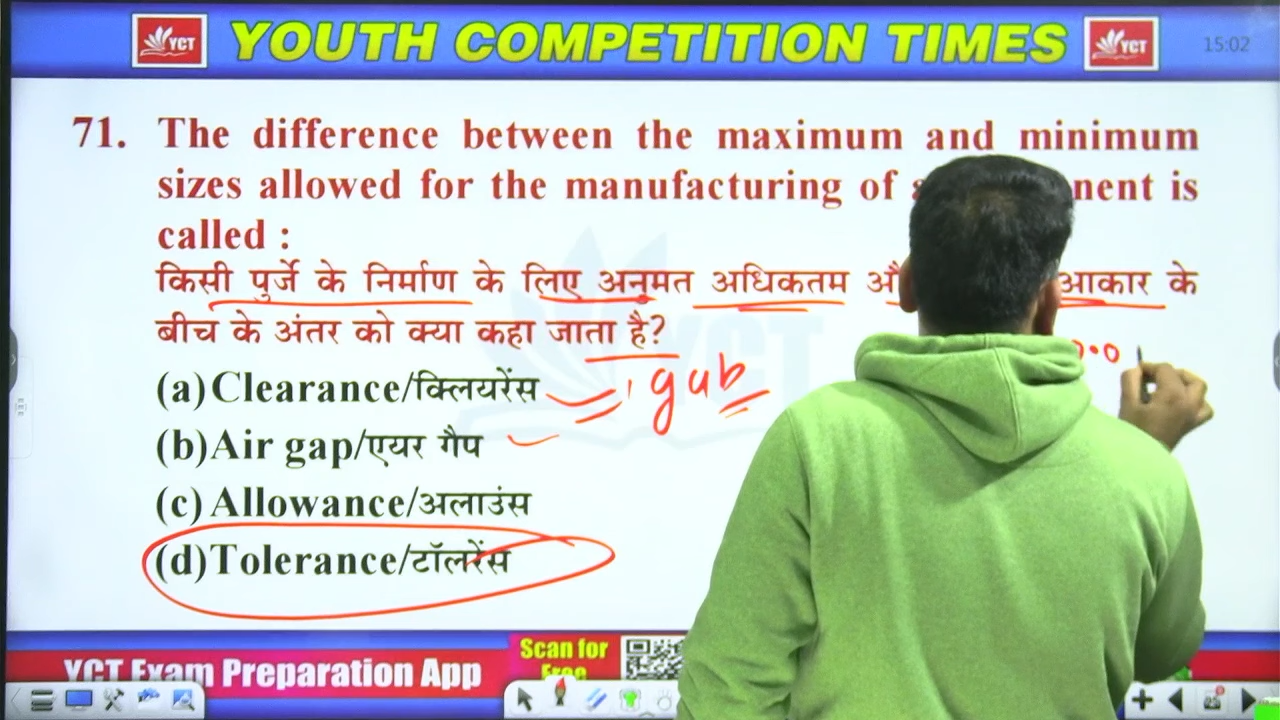 YCT
YOUTH COMPETITION TIMES
YCT
15:02
71. The difference between the maximum and minimum
sizes allowed for the manufacturing of a nent is
called :
किसी पुर्जे के निर्माण के लिए अनुमत अधिकतम आकार के
बीच के अंतर को क्या कहा जाता है?
(a) Clearance/क्लियरेंस
gub
(b) Air gap/एयर गैप
(c) Allowance/अलाउंस
(d) Tolerance/टॉलरेंस
YCT
YCT Exam Preparation App
Scan for
Free